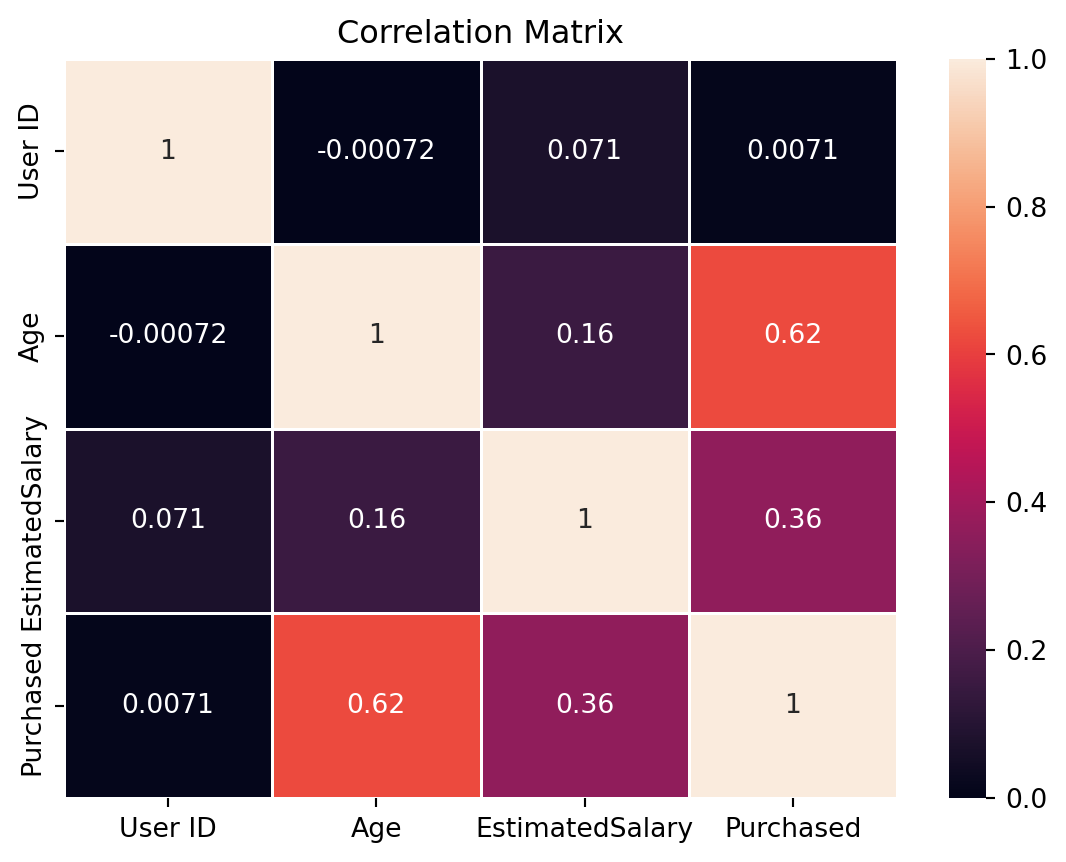 Correlation Matrix
User ID
1
-0.00072
0.071
0.0071
Age
-0.00072
1
0.16
0.62
EstimatedSalary
0.071
0.16
1
0.36
Purchased
0.0071
0.62
0.36
1
User ID
Age
EstimatedSalary
Purchased
1.0
0.8
0.6
0.4
0.2
0.0